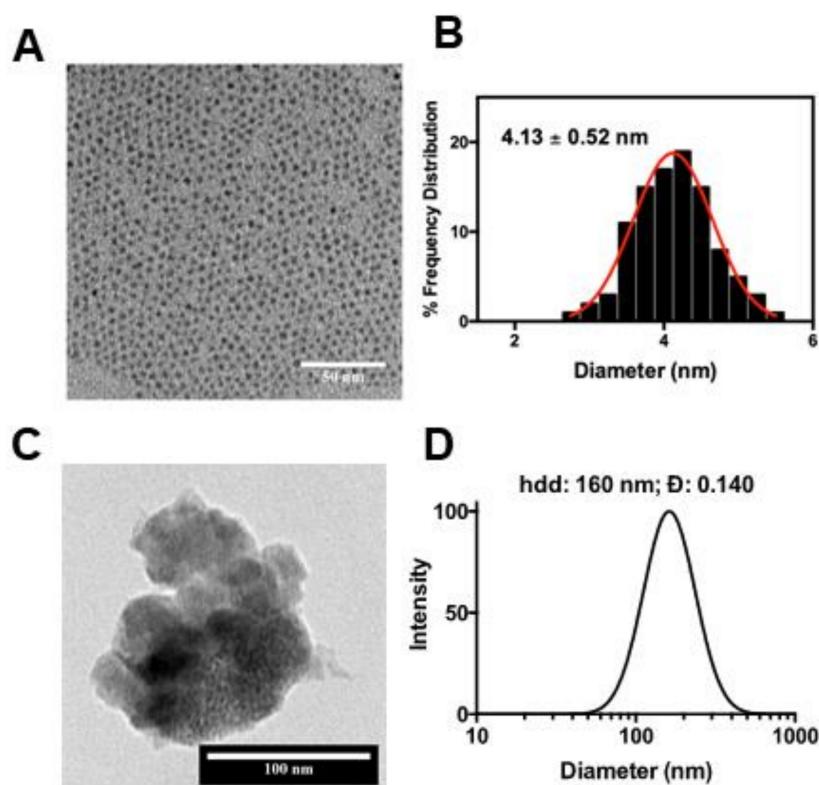 A
50 nm
B
4.13 ± 0.52 nm
% Frequency Distribution
20
10
0
2
4
6
Diameter (nm)
C
100 nm
D
hdd: 160 nm; Đ: 0.140
Intensity
100
50
0
10
100
1000
Diameter (nm)